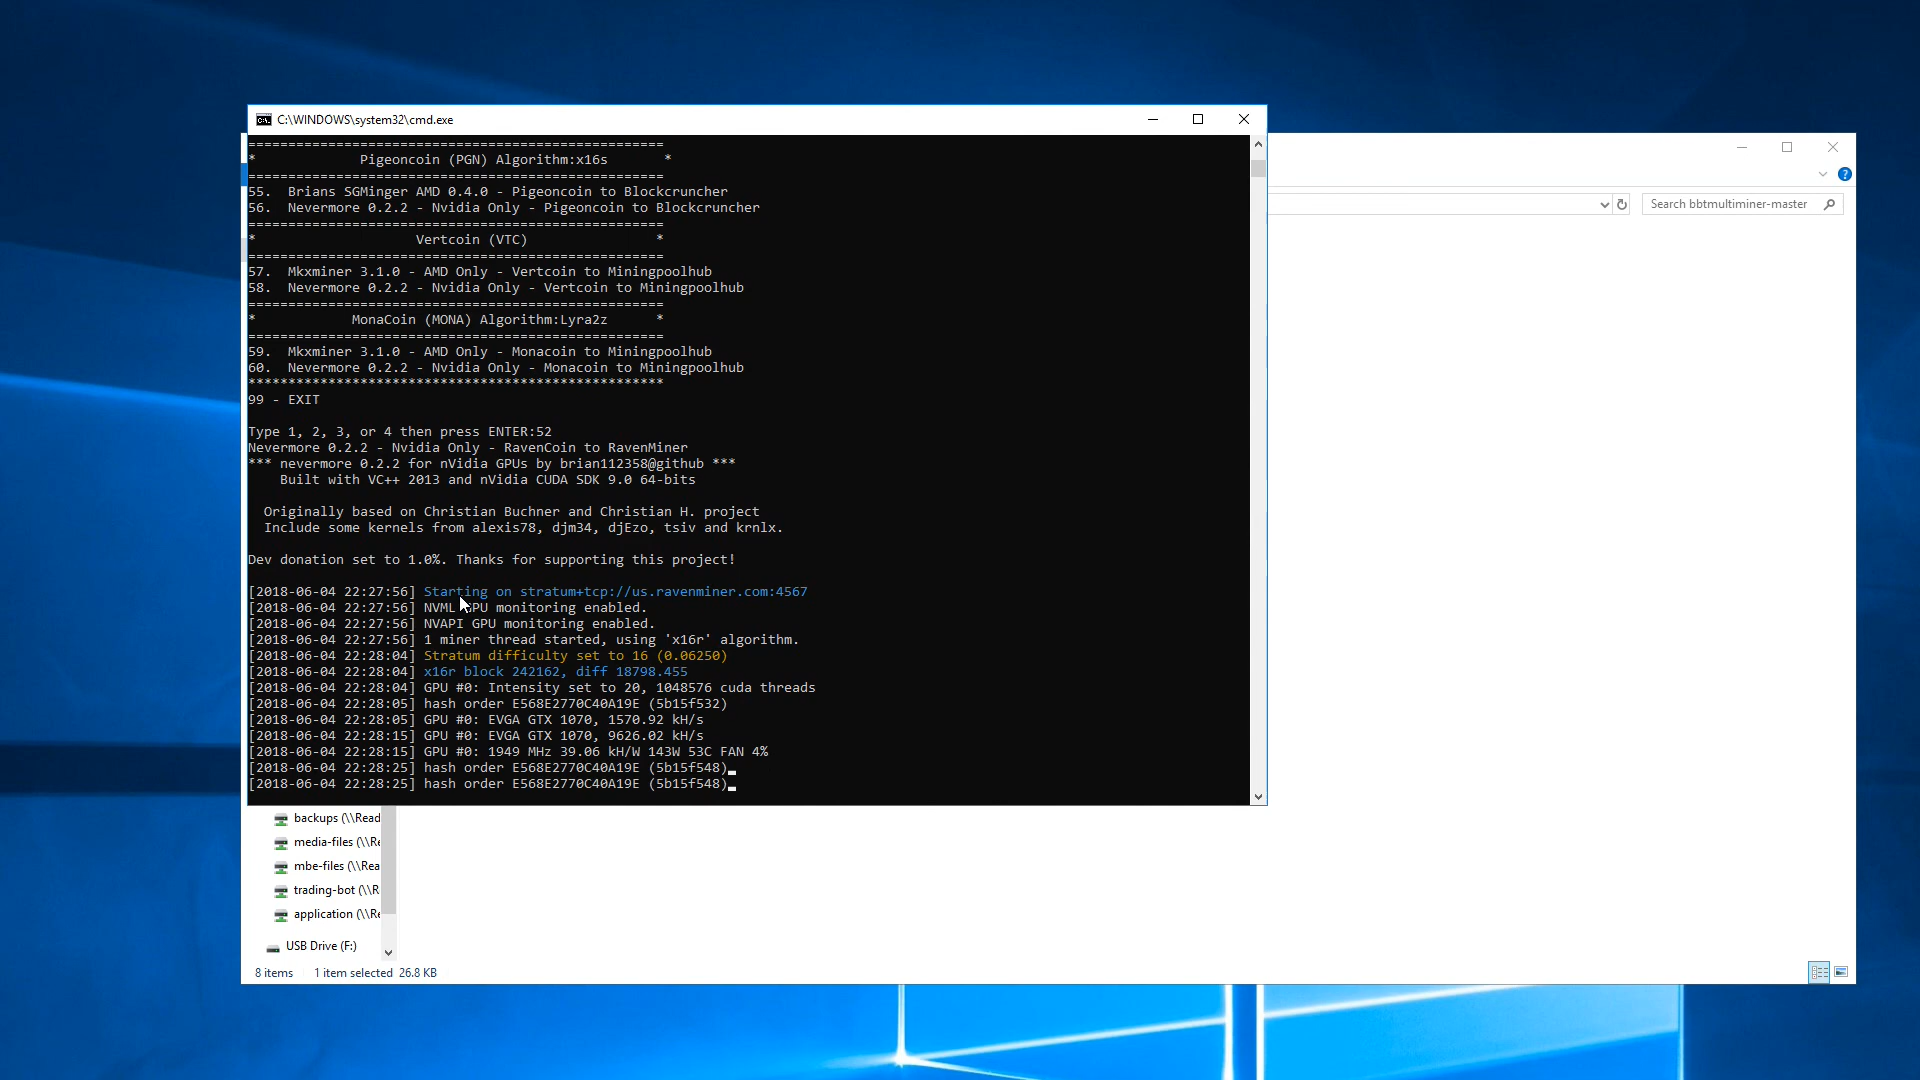 C:\WINDOWS\system32\cmd.exe
====================================================
* Pigeoncoin (PGN) Algorithm:x16s *
====================================================
55. Brians SGMinger AMD 0.4.0 - Pigeoncoin to Blockcruncher
56. Nevermore 0.2.2 - Nvidia Only - Pigeoncoin to Blockcruncher
====================================================
* Vertcoin (VTC) *
====================================================
57. Mkxminer 3.1.0 - AMD Only - Vertcoin to Miningpoolhub
58. Nevermore 0.2.2 - Nvidia Only - Vertcoin to Miningpoolhub
====================================================
* MonaCoin (MONA) Algorithm:Lyra2z *
====================================================
59. Mkxminer 3.1.0 - AMD Only - Monacoin to Miningpoolhub
60. Nevermore 0.2.2 - Nvidia Only - Monacoin to Miningpoolhub
****************************************************
99 - EXIT
Type 1, 2, 3, or 4 then press ENTER:52
Nevermore 0.2.2 - Nvidia Only - RavenCoin to RavenMiner
*** nevermore 0.2.2 for nVidia GPUs by brian112358@github ***
Built with VC++ 2013 and nVidia CUDA SDK 9.0 64-bits
Originally based on Christian Buchner and Christian H. project
Include some kernels from alexis78, djm34, djEzo, tsiv and krnlx.
Dev donation set to 1.0%. Thanks for supporting this project!
[2018-06-04 22:27:56] Starting on stratum+tcp://us.ravenminer.com:4567
[2018-06-04 22:27:56] NVML GPU monitoring enabled.
[2018-06-04 22:27:56] NVAPI GPU monitoring enabled.
[2018-06-04 22:27:56] 1 miner thread started, using 'x16r' algorithm.
[2018-06-04 22:28:04] Stratum difficulty set to 16 (0.06250)
[2018-06-04 22:28:04] x16r block 242162, diff 18798.455
[2018-06-04 22:28:04] GPU #0: Intensity set to 20, 1048576 cuda threads
[2018-06-04 22:28:05] hash order E568E2770C40A19E (5b15f532)
[2018-06-04 22:28:05] GPU #0: EVGA GTX 1070, 1570.92 kH/s
[2018-06-04 22:28:15] GPU #0: EVGA GTX 1070, 9626.02 kH/s
[2018-06-04 22:28:15] GPU #0: 1949 MHz 39.06 kH/W 143W 53C FAN 4%
[2018-06-04 22:28:25] hash order E568E2770C40A19E (5b15f548)
[2018-06-04 22:28:25] hash order E568E2770C40A19E (5b15f548)
Search bbtmultiminer-master
backups (\\Read
media-files (\\Re
mbe-files (\\Rea
trading-bot (\\R
application (\\Re
USB Drive (F:)
8 items 1 item selected 26.8 KB